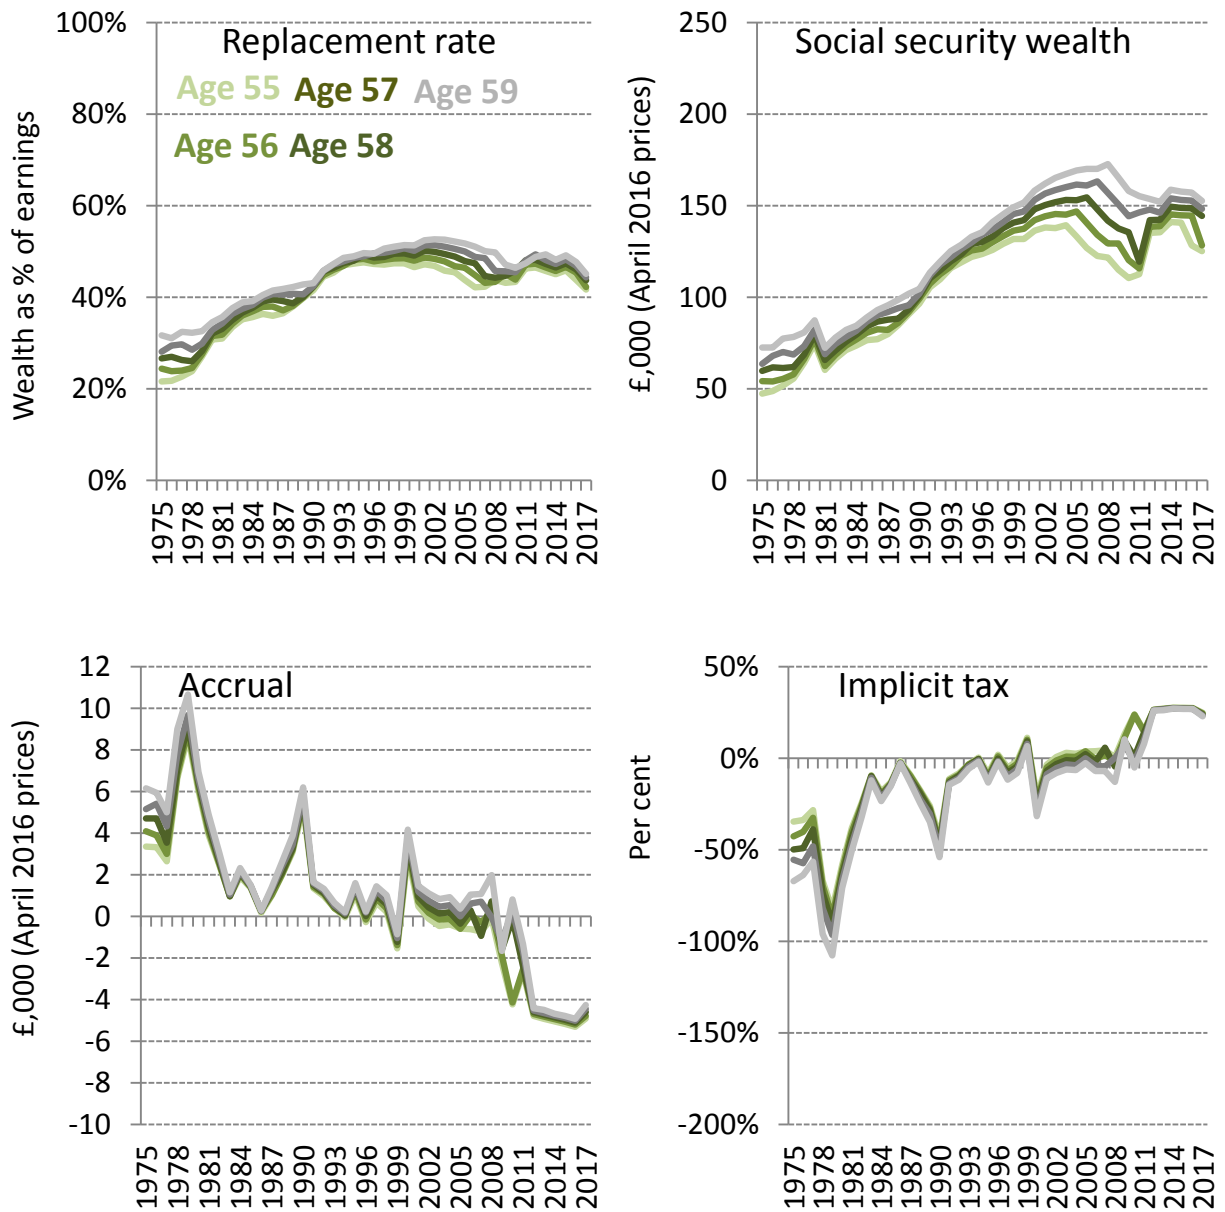 Replacement rate
Age 55 Age 57 Age 59
Age 56 Age 58
Wealth as % of earnings
100%
80%
60%
40%
20%
0%
1975 1978 1981 1984 1987 1990 1993 1996 1999 2002 2005 2008 2011 2014 2017
Social security wealth
£,000 (April 2016 prices)
250
200
150
100
50
0
1975 1978 1981 1984 1987 1990 1993 1996 1999 2002 2005 2008 2011 2014 2017
Accrual
£,000 (April 2016 prices)
12
10
8
6
4
2
0
-2
-4
-6
-8
-10
1975 1978 1981 1984 1987 1990 1993 1996 1999 2002 2005 2008 2011 2014 2017
Implicit tax
Per cent
50%
0%
-50%
-100%
-150%
-200%
1975 1978 1981 1984 1987 1990 1993 1996 1999 2002 2005 2008 2011 2014 2017